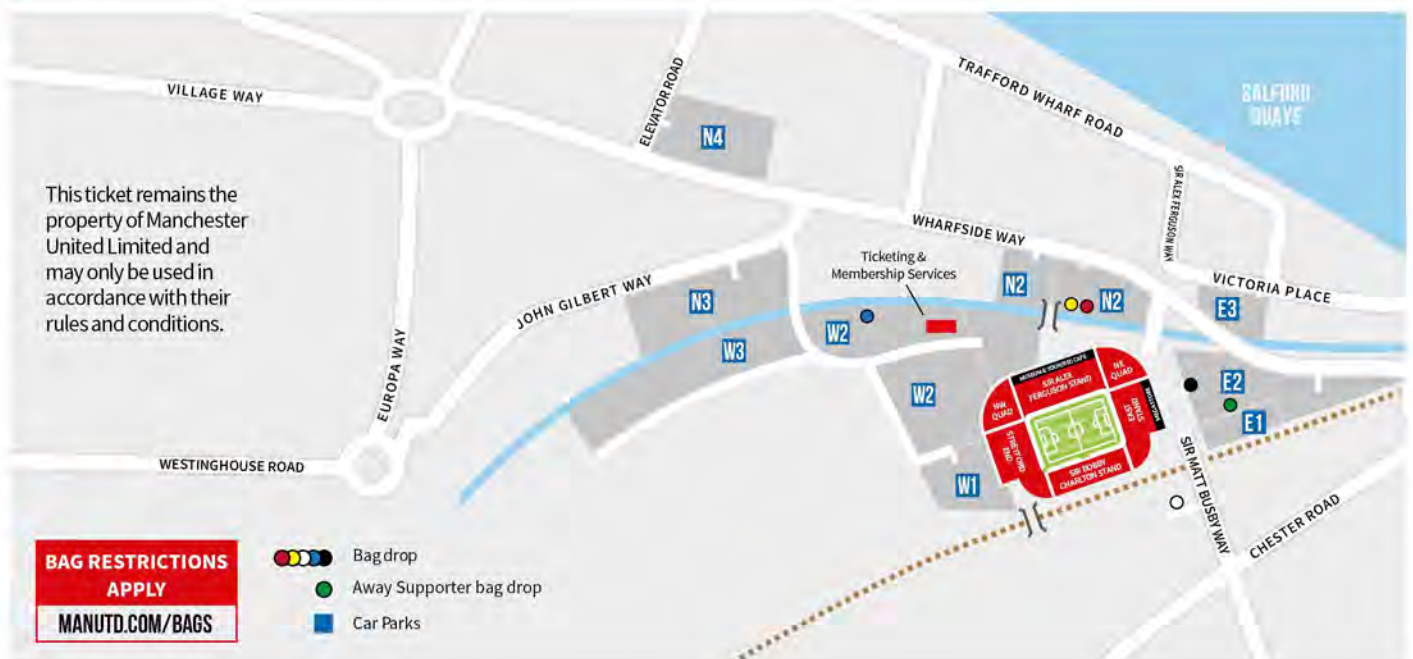 VILLAGE WAY
ELEVATOR ROAD
N4
TRAFFORD WHARF ROAD
SALFORD
QUAYS
This ticket remains the
property of Manchester
United Limited and
may only be used in
accordance with their
rules and conditions.
SIR ALEX FERGUSON WAY
WHARFSIDE WAY
Ticketing &
Membership Services
JOHN GILBERT WAY
VICTORIA PLACE
N3
N2
N2
E3
W3
W2
EUROPA WAY
SIR ALEX
FERGUSON STAND
NE
QUAD
E2
W2
NW
QUAD
EAST
STAND
MEGASTORE
E1
STRETFORD
END
SIR BOBBY
CHARLTON STAND
WESTINGHOUSE ROAD
W1
SIR MATT BUSBY WAY
CHESTER ROAD
BAG RESTRICTIONS
APPLY
MANUTD.COM/BAGS
Bag drop
Away Supporter bag drop
Car Parks